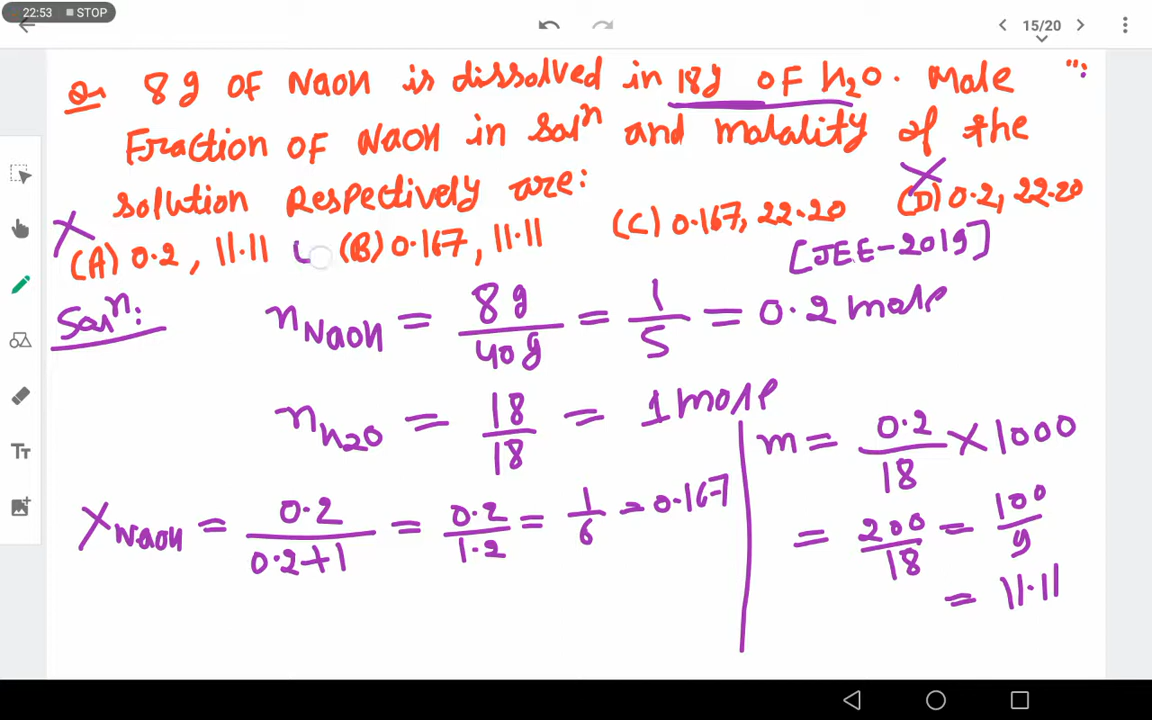 22:53 STOP
15/20
Q. 8g OF NaOH is dissolved in 18g OF H2O. Mole
Fraction OF NaOH in Solⁿ and molality of the
solution Respectively are:
(A) 0.2, 11.11 (B) 0.167, 11.11 (C) 0.167, 22.20 (D) 0.2, 22.20
[JEE-2019]
Solⁿ: nNaOH = 8g/40g = 1/5 = 0.2 mole
nH2O = 18/18 = 1 mole
XNaOH = 0.2/0.2+1 = 0.2/1.2 = 1/6 = 0.167
m = 0.2/18 × 1000
= 200/18 = 100/9
= 11.11
Tт